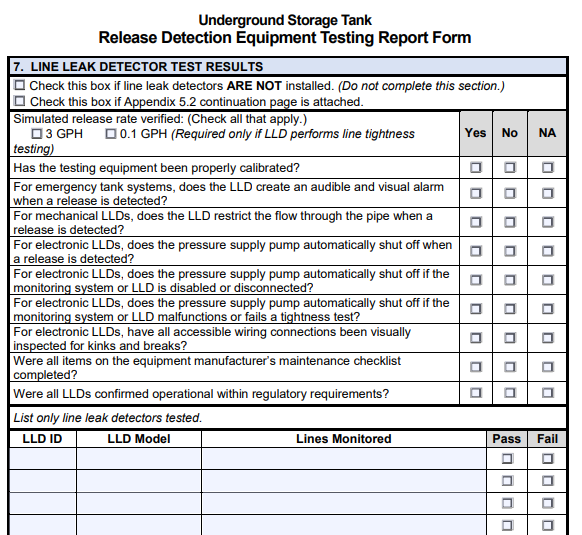 Underground Storage Tank
Release Detection Equipment Testing Report Form
7. LINE LEAK DETECTOR TEST RESULTS
Check this box if line leak detectors ARE NOT installed. (Do not complete this section.)
Check this box if Appendix 5.2 continuation page is attached.
Simulated release rate verified: (Check all that apply.)
3 GPH 0.1 GPH (Required only if LLD performs line tightness
testing)
Yes No NA
Has the testing equipment been properly calibrated?
For emergency tank systems, does the LLD create an audible and visual alarm
when a release is detected?
For mechanical LLDs, does the LLD restrict the flow through the pipe when a
release is detected?
For electronic LLDs, does the pressure supply pump automatically shut off when
a release is detected?
For electronic LLDs, does the pressure supply pump automatically shut off if the
monitoring system or LLD is disabled or disconnected?
For electronic LLDs, does the pressure supply pump automatically shut off if the
monitoring system or LLD malfunctions or fails a tightness test?
For electronic LLDs, have all accessible wiring connections been visually
inspected for kinks and breaks?
Were all items on the equipment manufacturer's maintenance checklist
completed?
Were all LLDs confirmed operational within regulatory requirements?
List only line leak detectors tested.
LLD ID LLD Model Lines Monitored Pass Fail